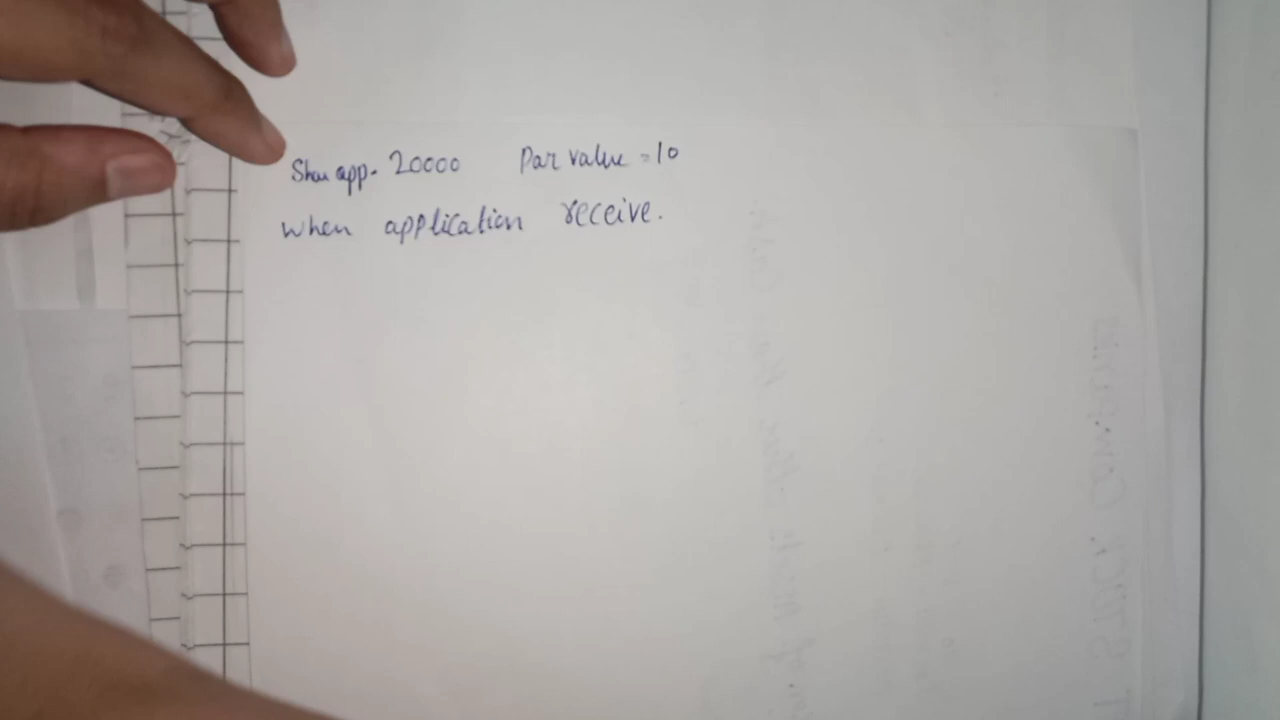 Share app. 20000 Par value = 10
when application receive.